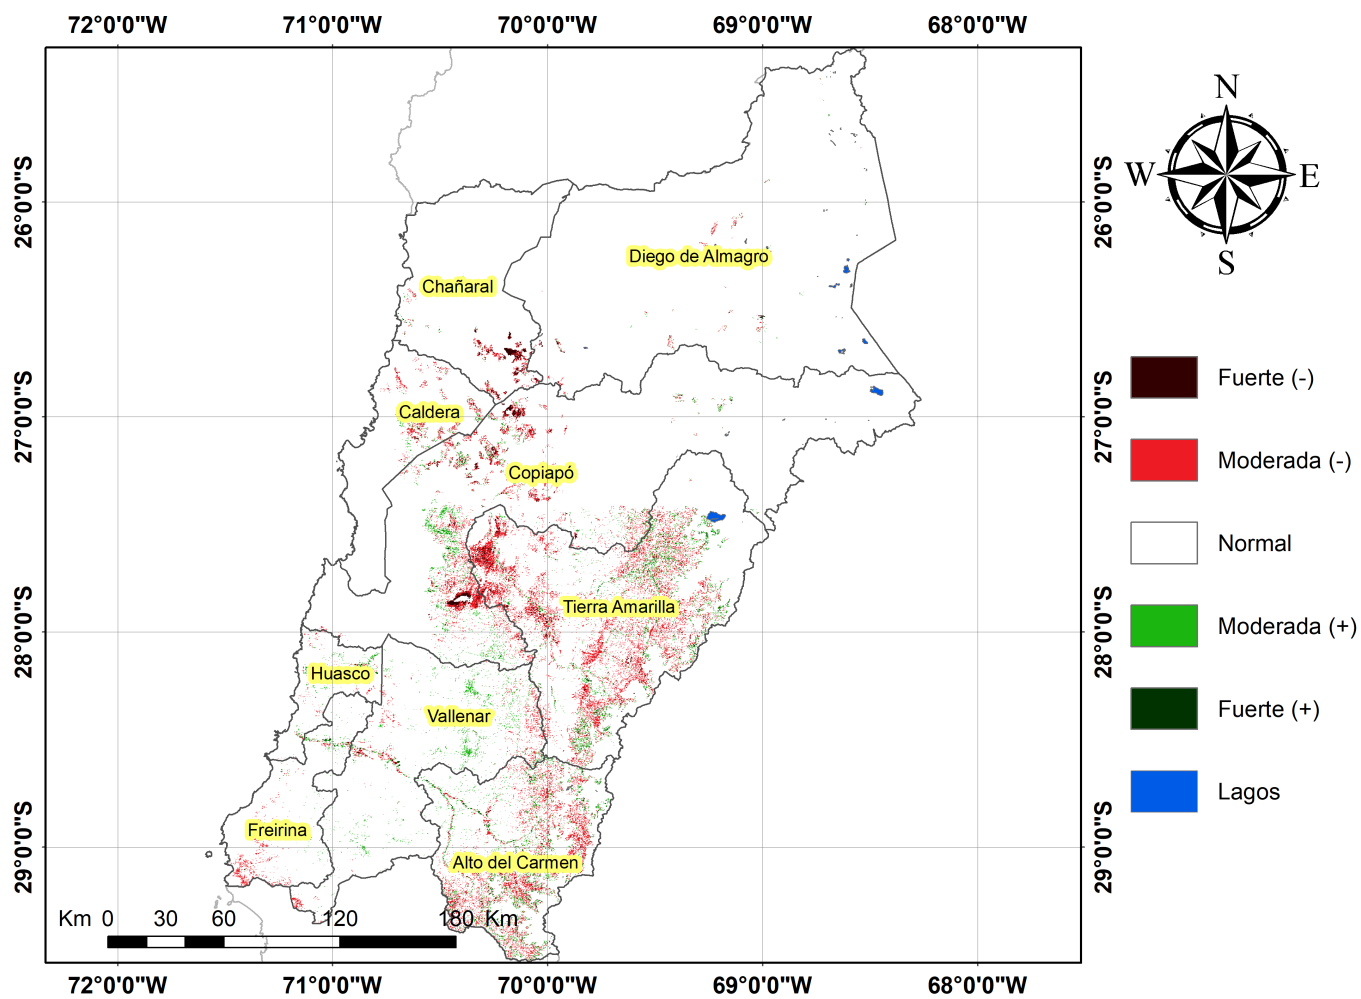 72°0'0"W 71°0'0"W 70°0'0"W 69°0'0"W 68°0'0"W
N
W E
S
26°0'0"S 26°0'0"S
Diego de Almagro
Chañaral
Fuerte (-)
27°0'0"S 27°0'0"S
Caldera
Moderada (-)
Copiapó
Normal
28°0'0"S 28°0'0"S
Tierra Amarilla
Moderada (+)
Huasco
Vallenar
Fuerte (+)
Lagos
29°0'0"S 29°0'0"S
Freirina
Alto del Carmen
Km 0 30 60 120 180 Km
72°0'0"W 71°0'0"W 70°0'0"W 69°0'0"W 68°0'0"W